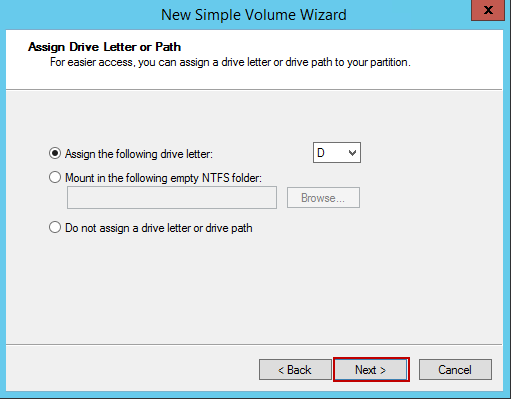 New Simple Volume Wizard
x
Assign Drive Letter or Path
For easier access, you can assign a drive letter or drive path to your partition.
Assign the following drive letter: D
Mount in the following empty NTFS folder:
Browse...
Do not assign a drive letter or drive path
< Back Next > Cancel